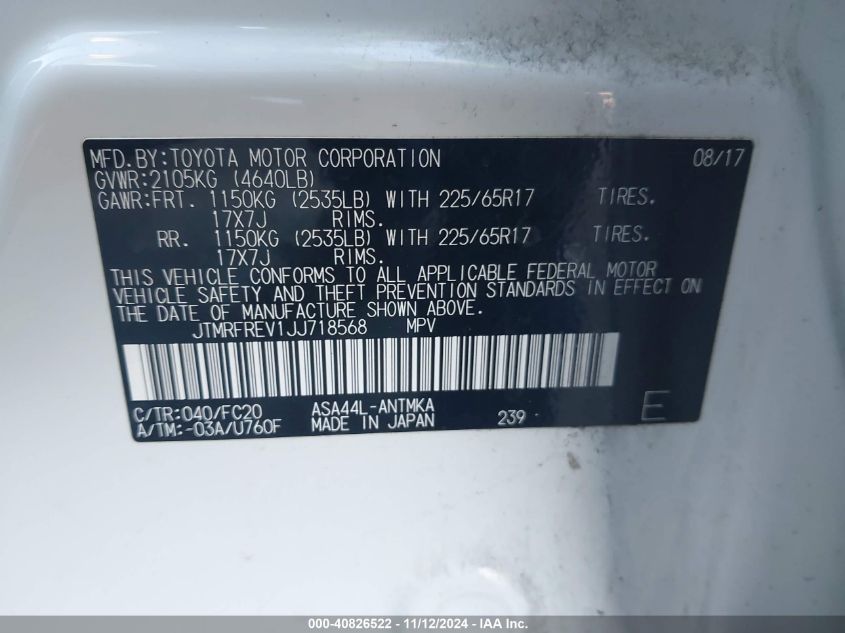 MFD.BY:TOYOTA MOTOR CORPORATION 08/17
GVWR:2105KG (4640LB)
GAWR:FRT. 1150KG (2535LB) WITH 225/65R17 TIRES.
17X7J RIMS.
RR. 1150KG (2535LB) WITH 225/65R17 TIRES.
17X7J RIMS.
THIS VEHICLE CONFORMS TO ALL APPLICABLE FEDERAL MOTOR
VEHICLE SAFETY AND THEFT PREVENTION STANDARDS IN EFFECT ON
THE DATE OF MANUFACTURE SHOWN ABOVE.
JTMRFREV1JJ718568 MPV
C/TR:040/FC20 ASA44L-ANTMKA 239 E
A/TM:-03A/U760F MADE IN JAPAN
000-40826522 - 11/12/2024 - IAA Inc.